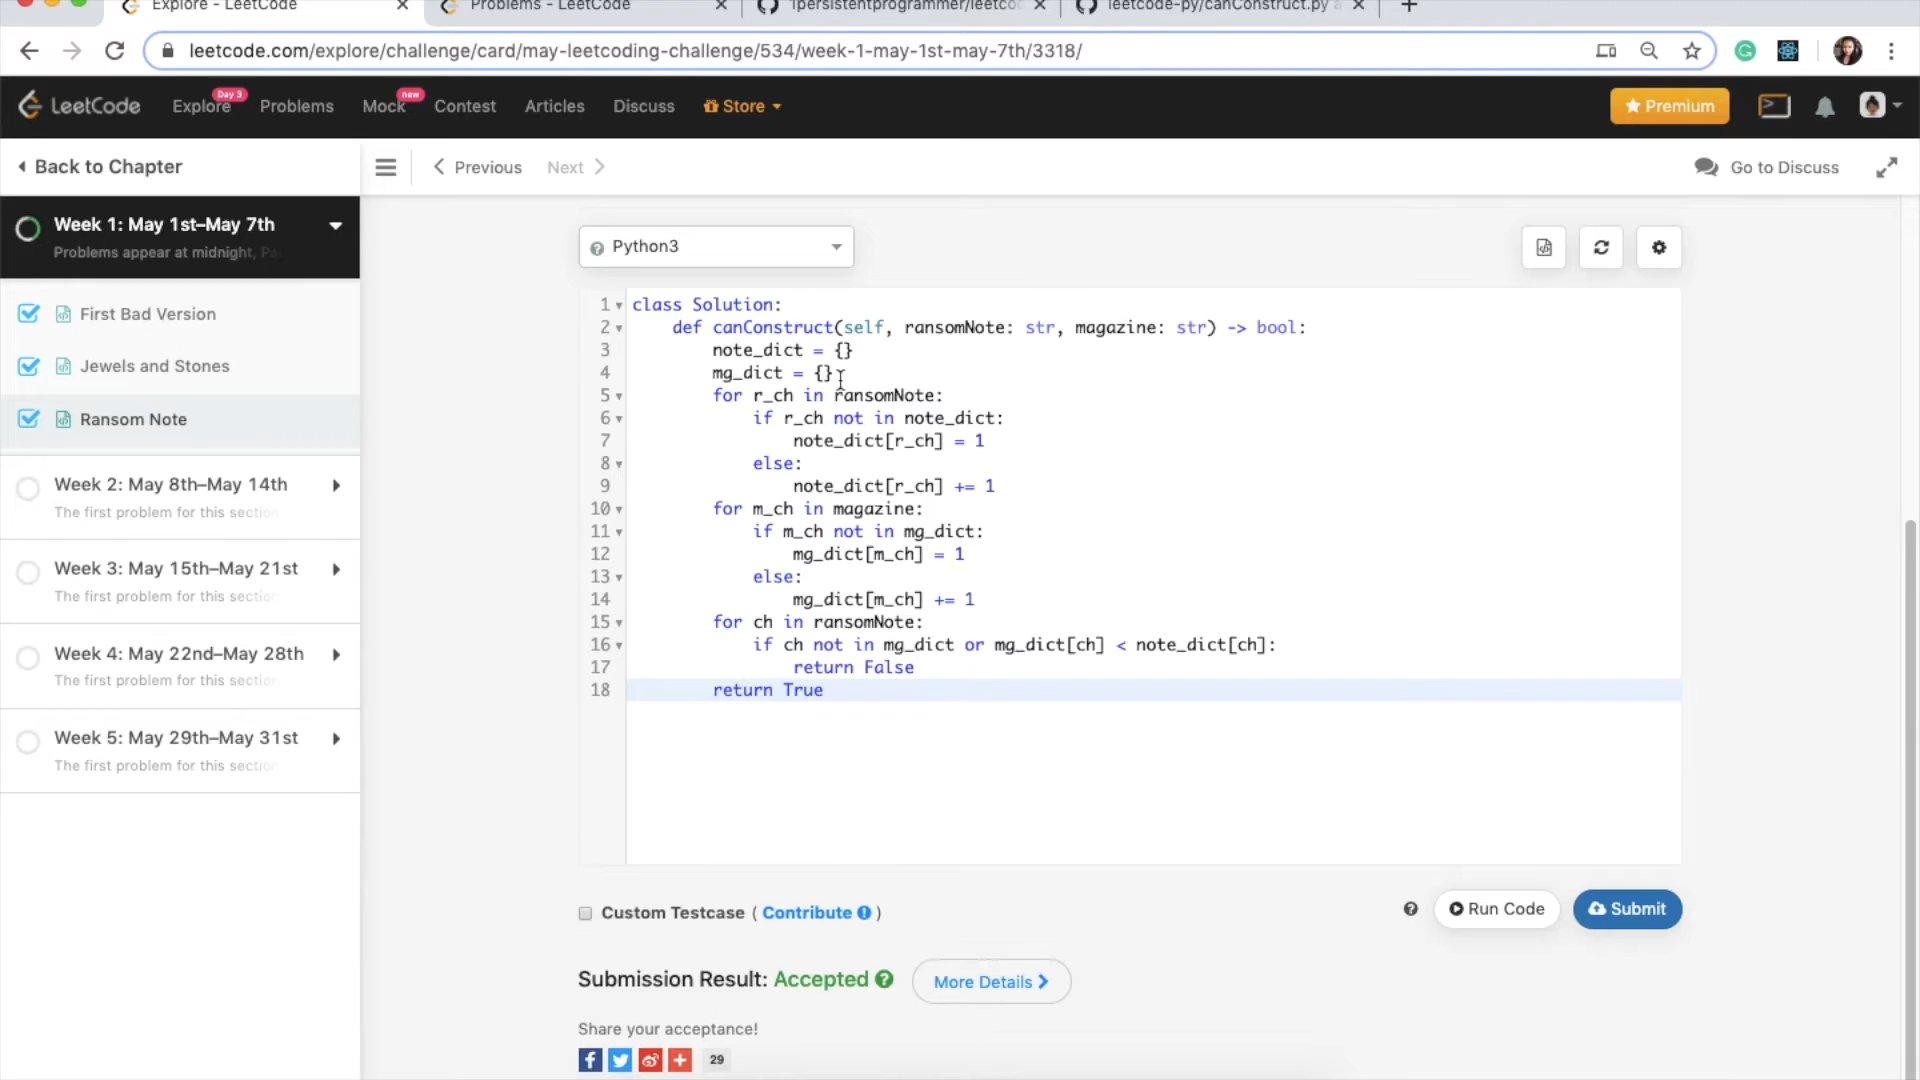 Explore - LeetCode
Problems - LeetCode
1persistentprogrammer/leetco
leetcode-py/canConstruct.py
leetcode.com/explore/challenge/card/may-leetcoding-challenge/534/week-1-may-1st-may-7th/3318/
LeetCode
Explore
Day 3
Problems
Mock
new
Contest
Articles
Discuss
Store
Premium
Back to Chapter
Previous
Next
Go to Discuss
Week 1: May 1st–May 7th
Problems appear at midnight,
First Bad Version
Jewels and Stones
Ransom Note
Week 2: May 8th–May 14th
The first problem for this section
Week 3: May 15th–May 21st
The first problem for this section
Week 4: May 22nd–May 28th
The first problem for this section
Week 5: May 29th–May 31st
The first problem for this section
Python3
1 class Solution:
2 def canConstruct(self, ransomNote: str, magazine: str) -> bool:
3 note_dict = {}
4 mg_dict = {}
5 for r_ch in ransomNote:
6 if r_ch not in note_dict:
7 note_dict[r_ch] = 1
8 else:
9 note_dict[r_ch] += 1
10 for m_ch in magazine:
11 if m_ch not in mg_dict:
12 mg_dict[m_ch] = 1
13 else:
14 mg_dict[m_ch] += 1
15 for ch in ransomNote:
16 if ch not in mg_dict or mg_dict[ch] < note_dict[ch]:
17 return False
18 return True
Custom Testcase ( Contribute )
Run Code
Submit
Submission Result: Accepted
More Details
Share your acceptance!
29